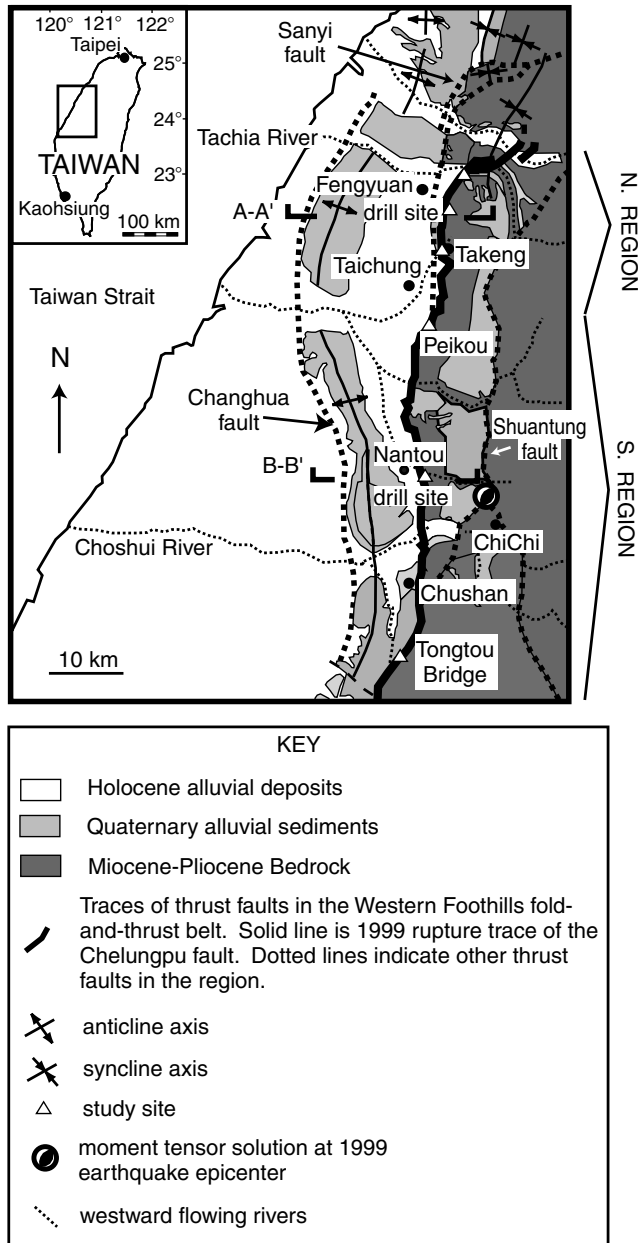 120° 121° 122°
Taipei
25°
24°
23°
TAIWAN
Kaohsiung
100 km
Sanyi
fault
Tachia River
Fengyuan
A-A'
drill site
Takeng
Taichung
Taiwan Strait
N
Peikou
Changhua
fault
Shuantung
fault
Nantou
B-B'
drill site
Choshui River
ChiChi
Chushan
10 km
Tongtou
Bridge
N. REGION
S. REGION
KEY
Holocene alluvial deposits
Quaternary alluvial sediments
Miocene-Pliocene Bedrock
Traces of thrust faults in the Western Foothills fold-
and-thrust belt. Solid line is 1999 rupture trace of the
Chelungpu fault. Dotted lines indicate other thrust
faults in the region.
anticline axis
syncline axis
study site
moment tensor solution at 1999
earthquake epicenter
westward flowing rivers